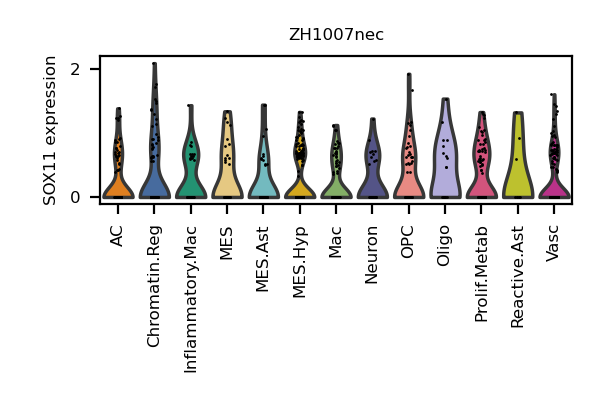 ZH1007nec
SOX11 expression
2
0
AC
Chromatin.Reg
Inflammatory.Mac
MES
MES.Ast
MES.Hyp
Mac
Neuron
OPC
Oligo
Prolif.Metab
Reactive.Ast
Vasc